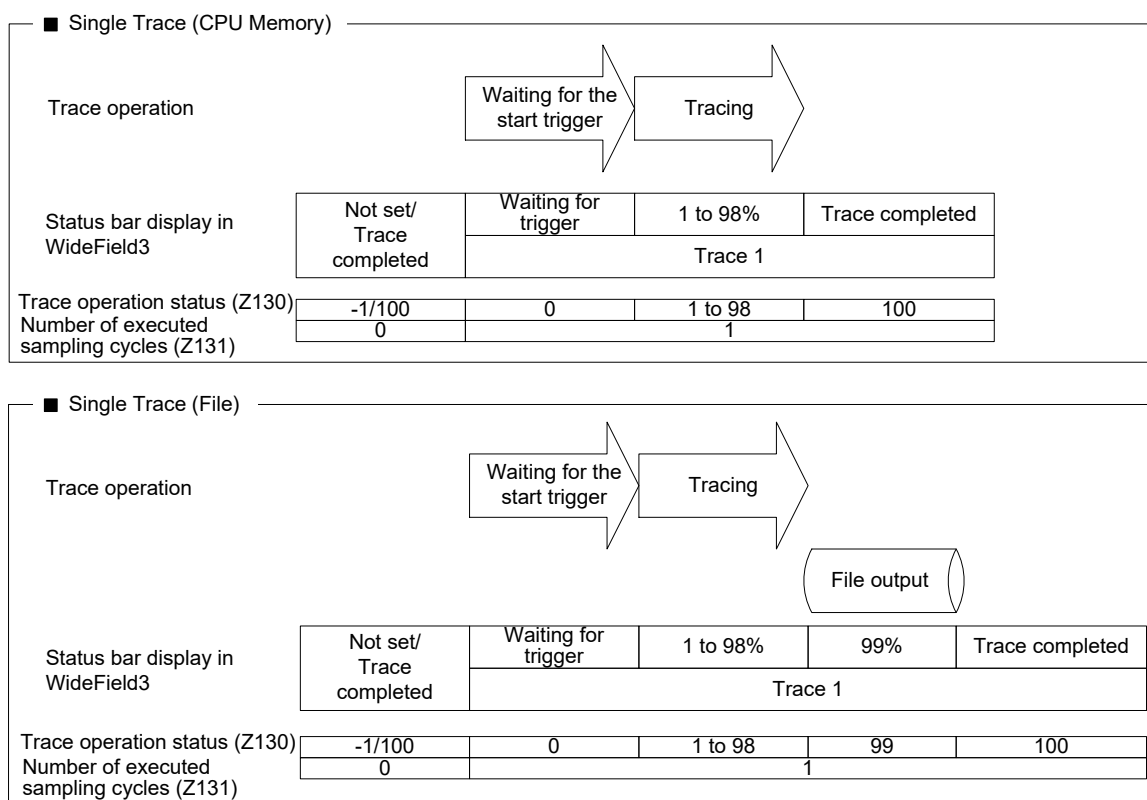 ■ Single Trace (CPU Memory)
Trace operation
Waiting for the
start trigger
Tracing
Status bar display in
WideField3
Not set/
Trace
completed
Waiting for
trigger
1 to 98%
Trace completed
Trace 1
Trace operation status (Z130)
-1/100
0
1 to 98
100
Number of executed
sampling cycles (Z131)
0
1
■ Single Trace (File)
Trace operation
Waiting for the
start trigger
Tracing
File output
Status bar display in
WideField3
Not set/
Trace
completed
Waiting for
trigger
1 to 98%
99%
Trace completed
Trace 1
Trace operation status (Z130)
-1/100
0
1 to 98
99
100
Number of executed
sampling cycles (Z131)
0
1